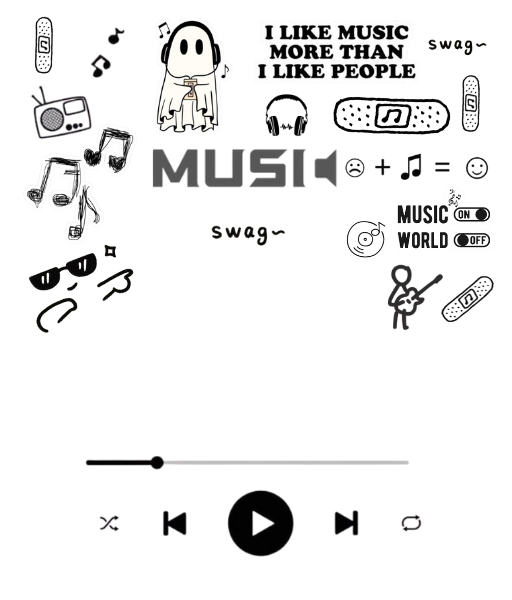 I LIKE MUSIC
MORE THAN
I LIKE PEOPLE
swag~
MUSI
+ =
MUSIC ON
WORLD OFF
swag~